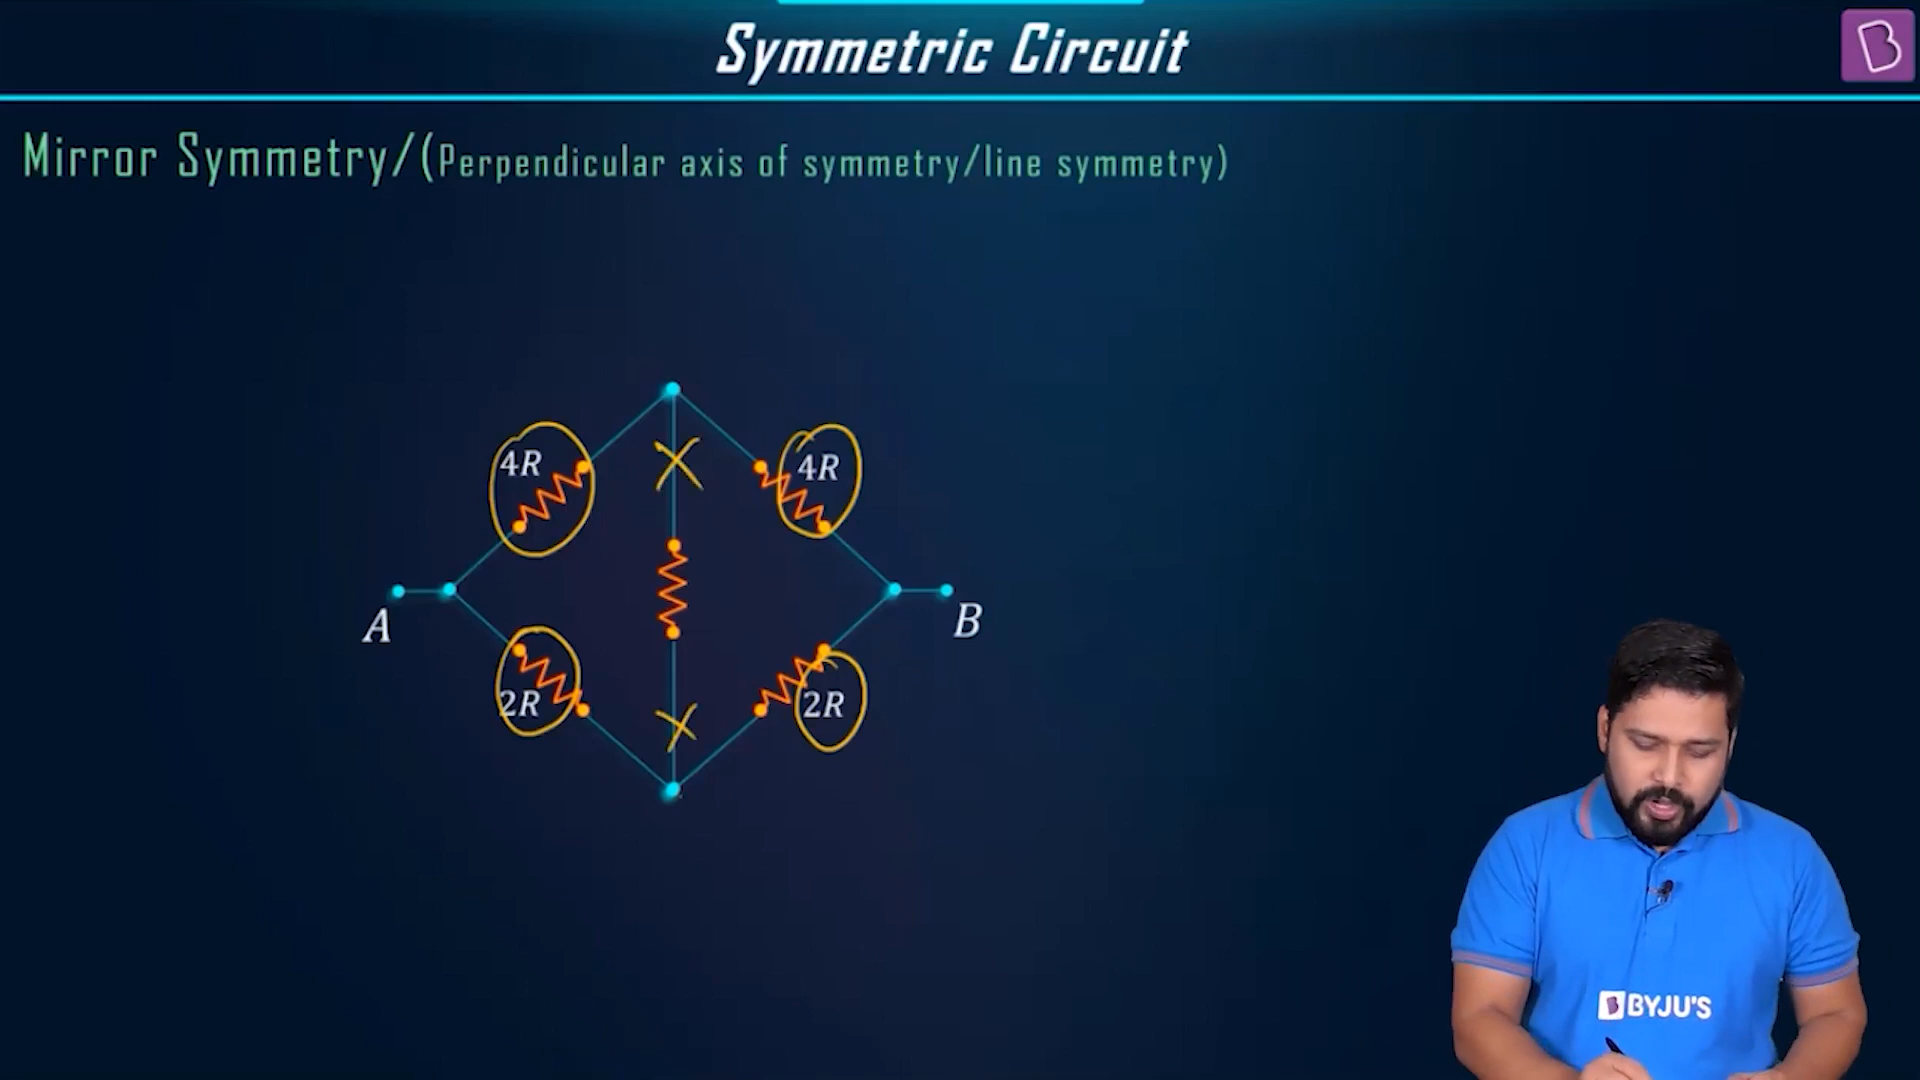 Symmetric Circuit
Mirror Symmetry/(Perpendicular axis of symmetry/line symmetry)
4R
4R
A
B
2R
2R
BYJU'S